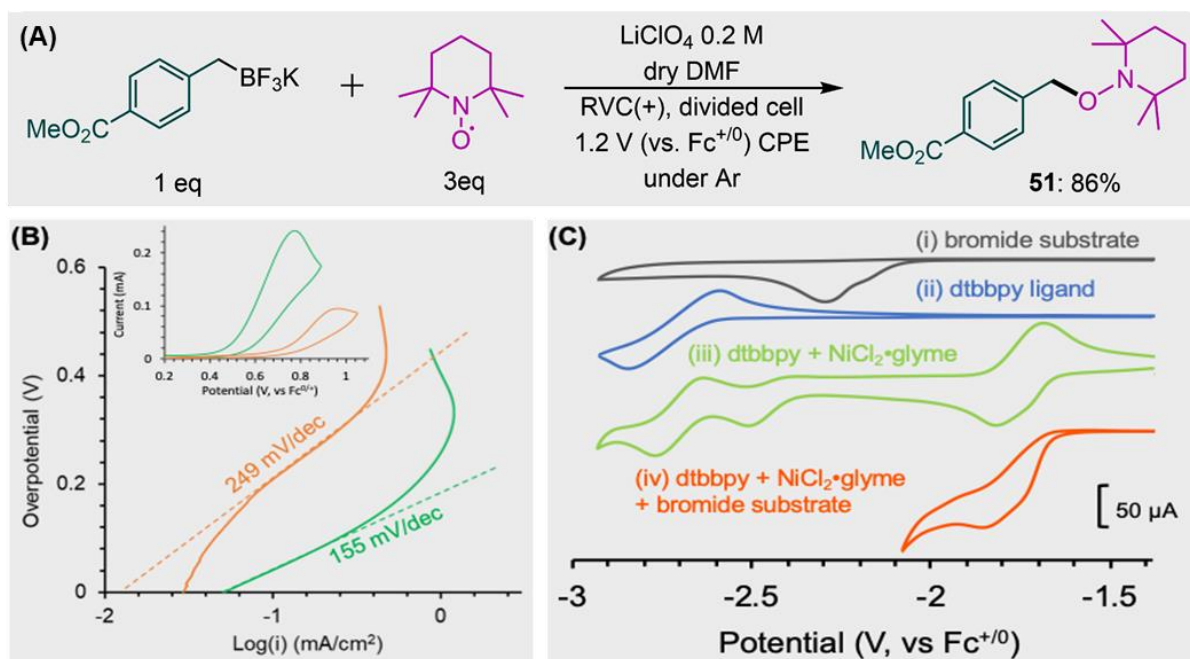 (A)
BF₃K
MeO₂C
1 eq
+
N
O•
3eq
LiClO₄ 0.2 M
dry DMF
RVC(+), divided cell
1.2 V (vs. Fc⁺/⁰) CPE
under Ar
O
N
MeO₂C
51: 86%
(B)
0.6
0.4
0.2
0
Overpotential (V)
-2
-1
0
Log(i) (mA/cm²)
249 mV/dec
155 mV/dec
0.2
0.1
0
Current (mA)
0.2
0.4
0.6
0.8
1
Potential (V, vs Fc⁰/⁺)
(C)
(i) bromide substrate
(ii) dtbbpy ligand
(iii) dtbbpy + NiCl₂•glyme
(iv) dtbbpy + NiCl₂•glyme
+ bromide substrate
50 µA
-3
-2.5
-2
-1.5
Potential (V, vs Fc⁺/⁰)